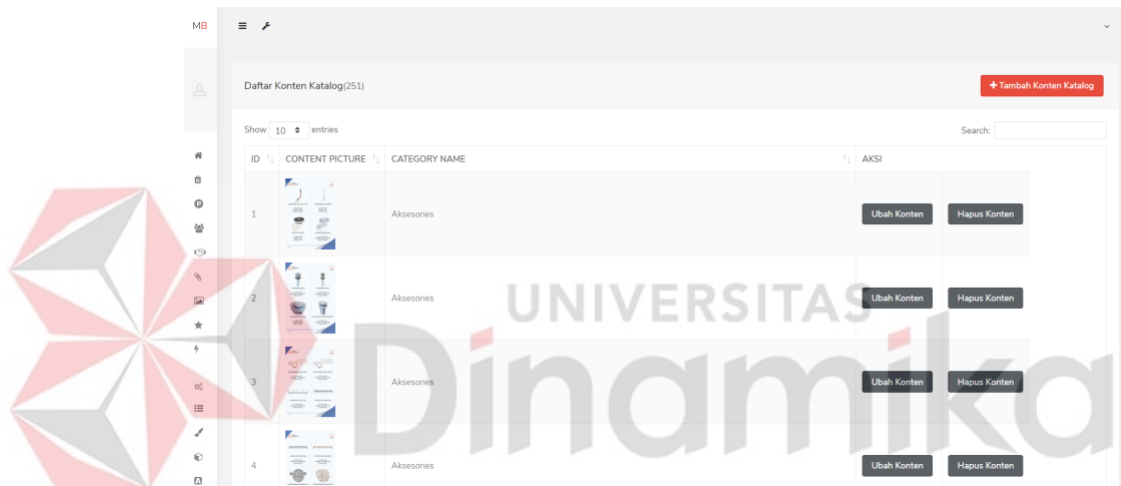 MB
Daftar Konten Katalog(251)
+ Tambah Konten Katalog
Show 10 entries
Search:
ID CONTENT PICTURE CATEGORY NAME AKSI
1 Aksesories Ubah Konten Hapus Konten
2 Aksesories Ubah Konten Hapus Konten
3 Aksesories Ubah Konten Hapus Konten
4 Aksesories Ubah Konten Hapus Konten
UNIVERSITAS
Dinamika